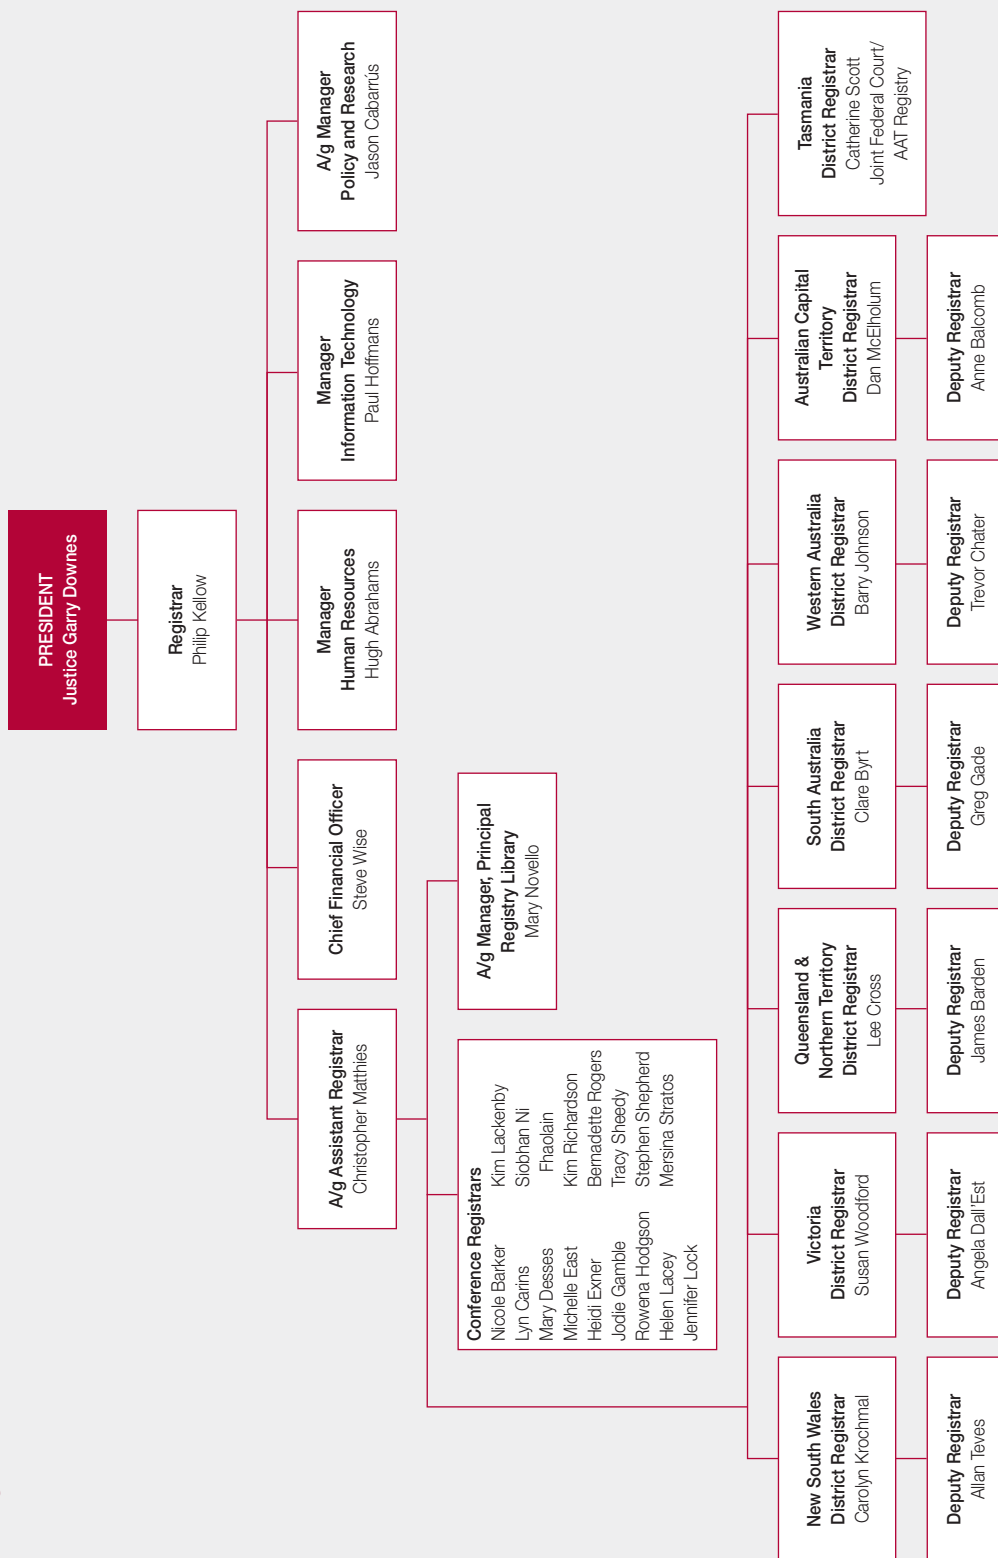 PRESIDENT
Justice Garry Downes
Registrar
Philip Kellow
A/g Assistant Registrar
Christopher Matthies
Chief Financial Officer
Steve Wise
Manager
Human Resources
Hugh Abrahams
Manager
Information Technology
Paul Hoffmans
A/g Manager
Policy and Research
Jason Cabarrús
Conference Registrars
Nicole Barker
Lyn Carins
Mary Desses
Michelle East
Heidi Exner
Jodie Gamble
Rowena Hodgson
Helen Lacey
Jennifer Lock
Kim Lackenby
Siobhan Ni
Fhaolain
Kim Richardson
Bernadette Rogers
Tracy Sheedy
Stephen Shepherd
Mersina Stratos
A/g Manager, Principal
Registry Library
Mary Novello
New South Wales
District Registrar
Carolyn Krochmal
Victoria
District Registrar
Susan Woodford
Queensland &
Northern Territory
District Registrar
Lee Cross
South Australia
District Registrar
Clare Byrt
Western Australia
District Registrar
Barry Johnson
Australian Capital
Territory
District Registrar
Dan McElholum
Tasmania
District Registrar
Catherine Scott
Joint Federal Court/
AAT Registry
Deputy Registrar
Allan Teves
Deputy Registrar
Angela Dall'Est
Deputy Registrar
James Barden
Deputy Registrar
Greg Gade
Deputy Registrar
Trevor Chater
Deputy Registrar
Anne Balcomb